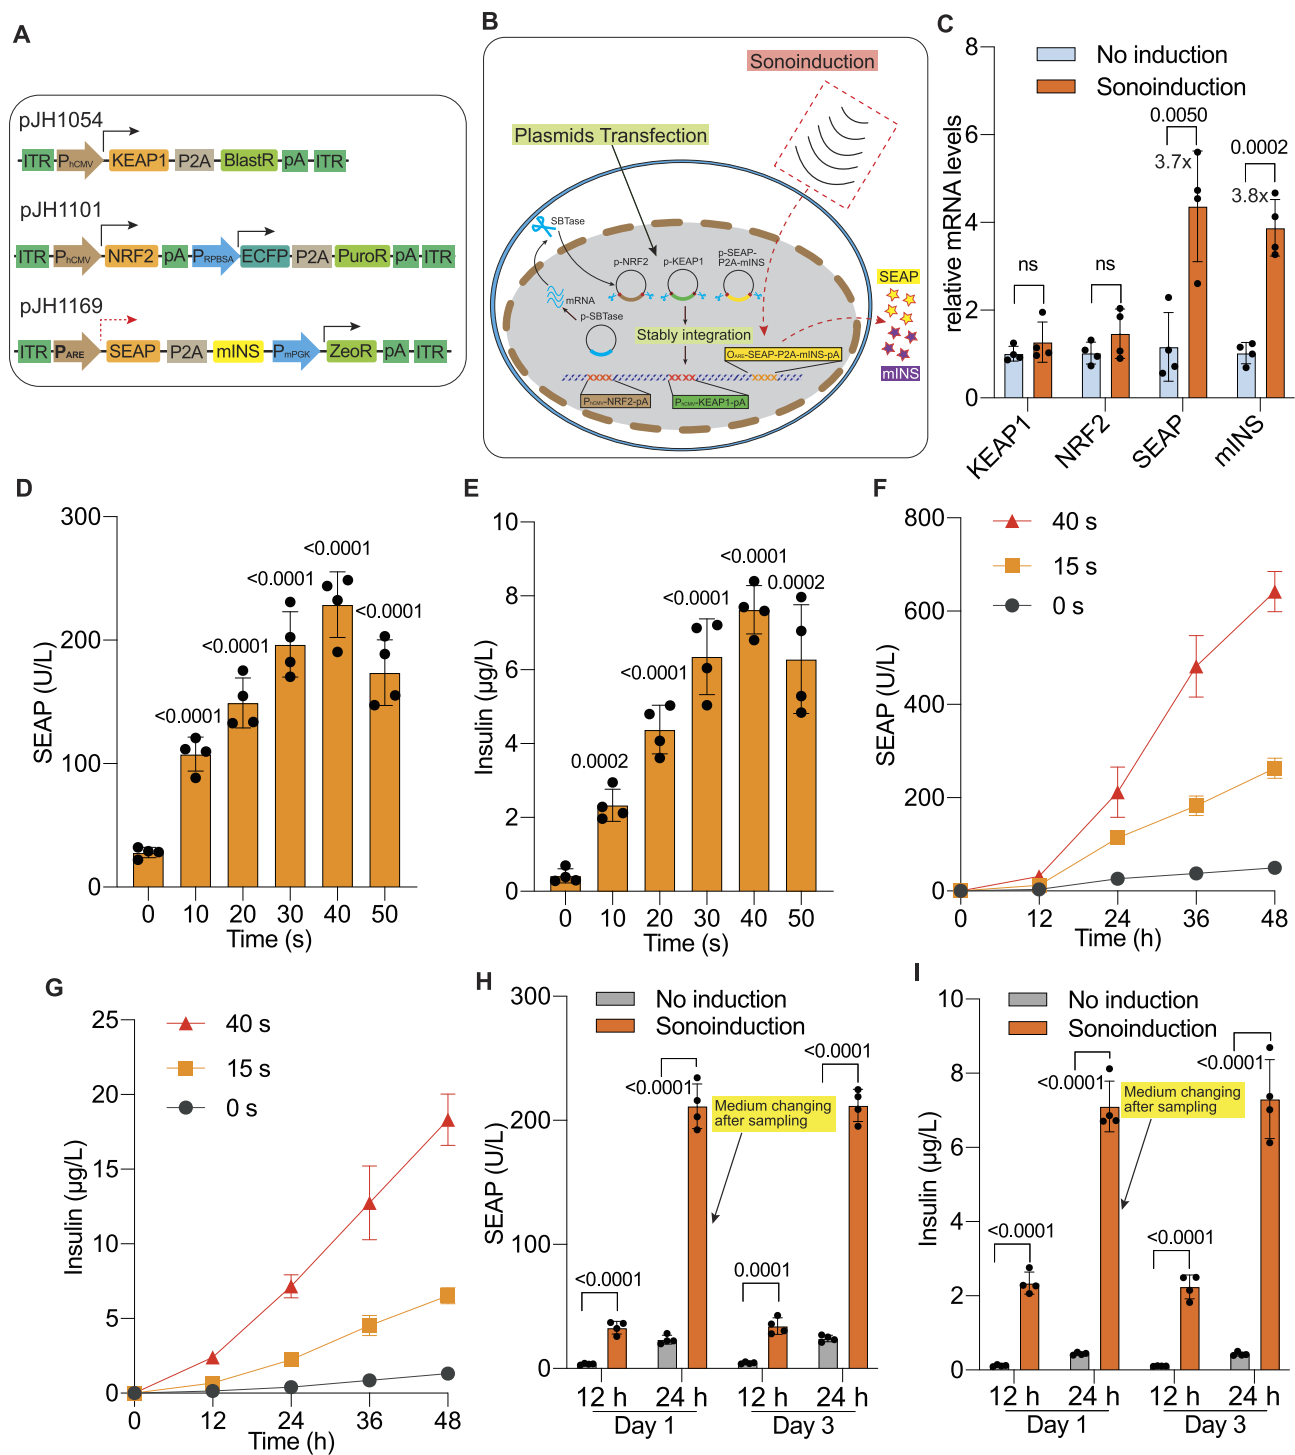 A
pJH1054
ITR PhCMV KEAP1 P2A BlastR pA ITR
pJH1101
ITR PhCMV NRF2 pA PRPBSA ECFP P2A PuroR pA ITR
pJH1169
ITR PARE SEAP P2A mINS PmPGK ZeoR pA ITR
B
Sonoinduction
Plasmids Transfection
SBTase
p-NRF2
p-KEAP1
p-SEAP-
P2A-mINS
mRNA
p-SBTase
Stably integration
OARE-SEAP-P2A-mINS-pA
PhCMV-NRF2-pA
PhCMV-KEAP1-pA
SEAP
mINS
C
No induction
Sonoinduction
relative mRNA levels
8
6
4
2
0
ns
ns
0.0050
3.7x
0.0002
3.8x
KEAP1
NRF2
SEAP
mINS
D
SEAP (U/L)
300
200
100
0
<0.0001
<0.0001
<0.0001
<0.0001
<0.0001
0 10 20 30 40 50
Time (s)
E
Insulin (µg/L)
10
8
6
4
2
0
0.0002
<0.0001
<0.0001
<0.0001
0.0002
0 10 20 30 40 50
Time (s)
F
40 s
15 s
0 s
SEAP (U/L)
800
600
400
200
0
0 12 24 36 48
Time (h)
G
40 s
15 s
0 s
Insulin (µg/L)
25
20
15
10
5
0
0 12 24 36 48
Time (h)
H
No induction
Sonoinduction
SEAP (U/L)
300
200
100
0
<0.0001
<0.0001
0.0001
<0.0001
Medium changing
after sampling
12 h 24 h 12 h 24 h
Day 1 Day 3
I
No induction
Sonoinduction
Insulin (µg/L)
10
8
6
4
2
0
<0.0001
<0.0001
<0.0001
<0.0001
Medium changing
after sampling
12 h 24 h 12 h 24 h
Day 1 Day 3